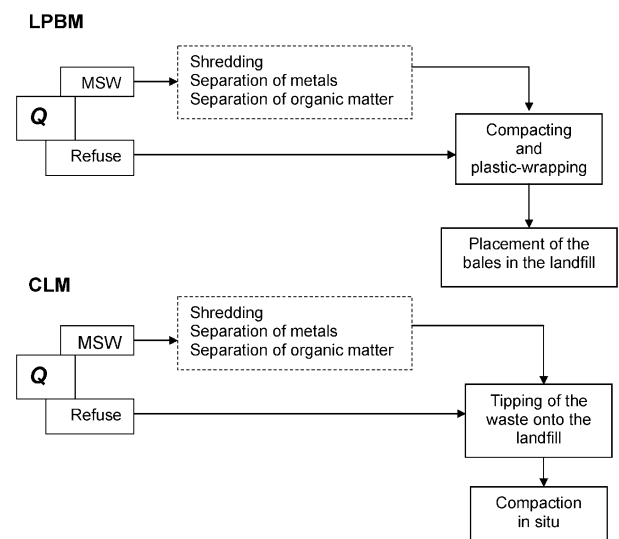 LPBM
MSW
Shredding
Separation of metals
Separation of organic matter
Q
Refuse
Compacting
and
plastic-wrapping
Placement of the
bales in the landfill
CLM
MSW
Shredding
Separation of metals
Separation of organic matter
Q
Refuse
Tipping of the
waste onto the
landfill
Compaction
in situ